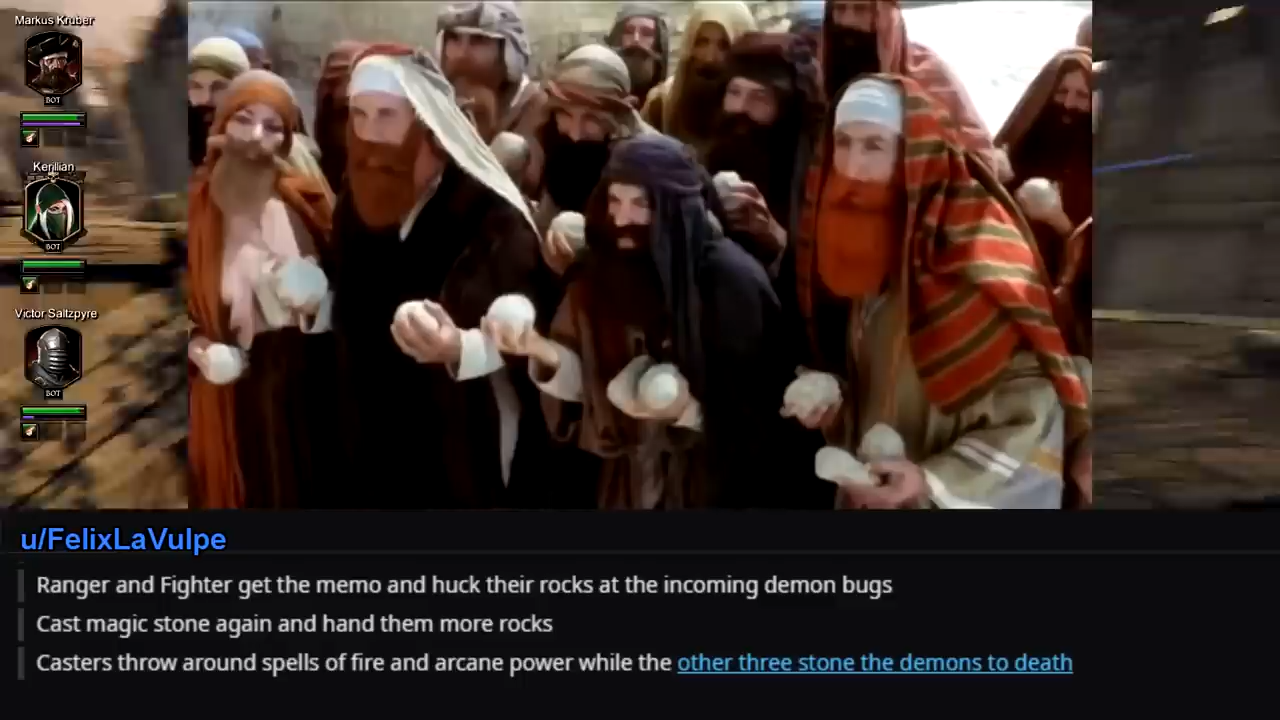 Markus Kruber
BOT
Kerillian
BOT
Victor Saltzpyre
BOT
u/FelixLaVulpe
Ranger and Fighter get the memo and huck their rocks at the incoming demon bugs
Cast magic stone again and hand them more rocks
Casters throw around spells of fire and arcane power while the other three stone the demons to death